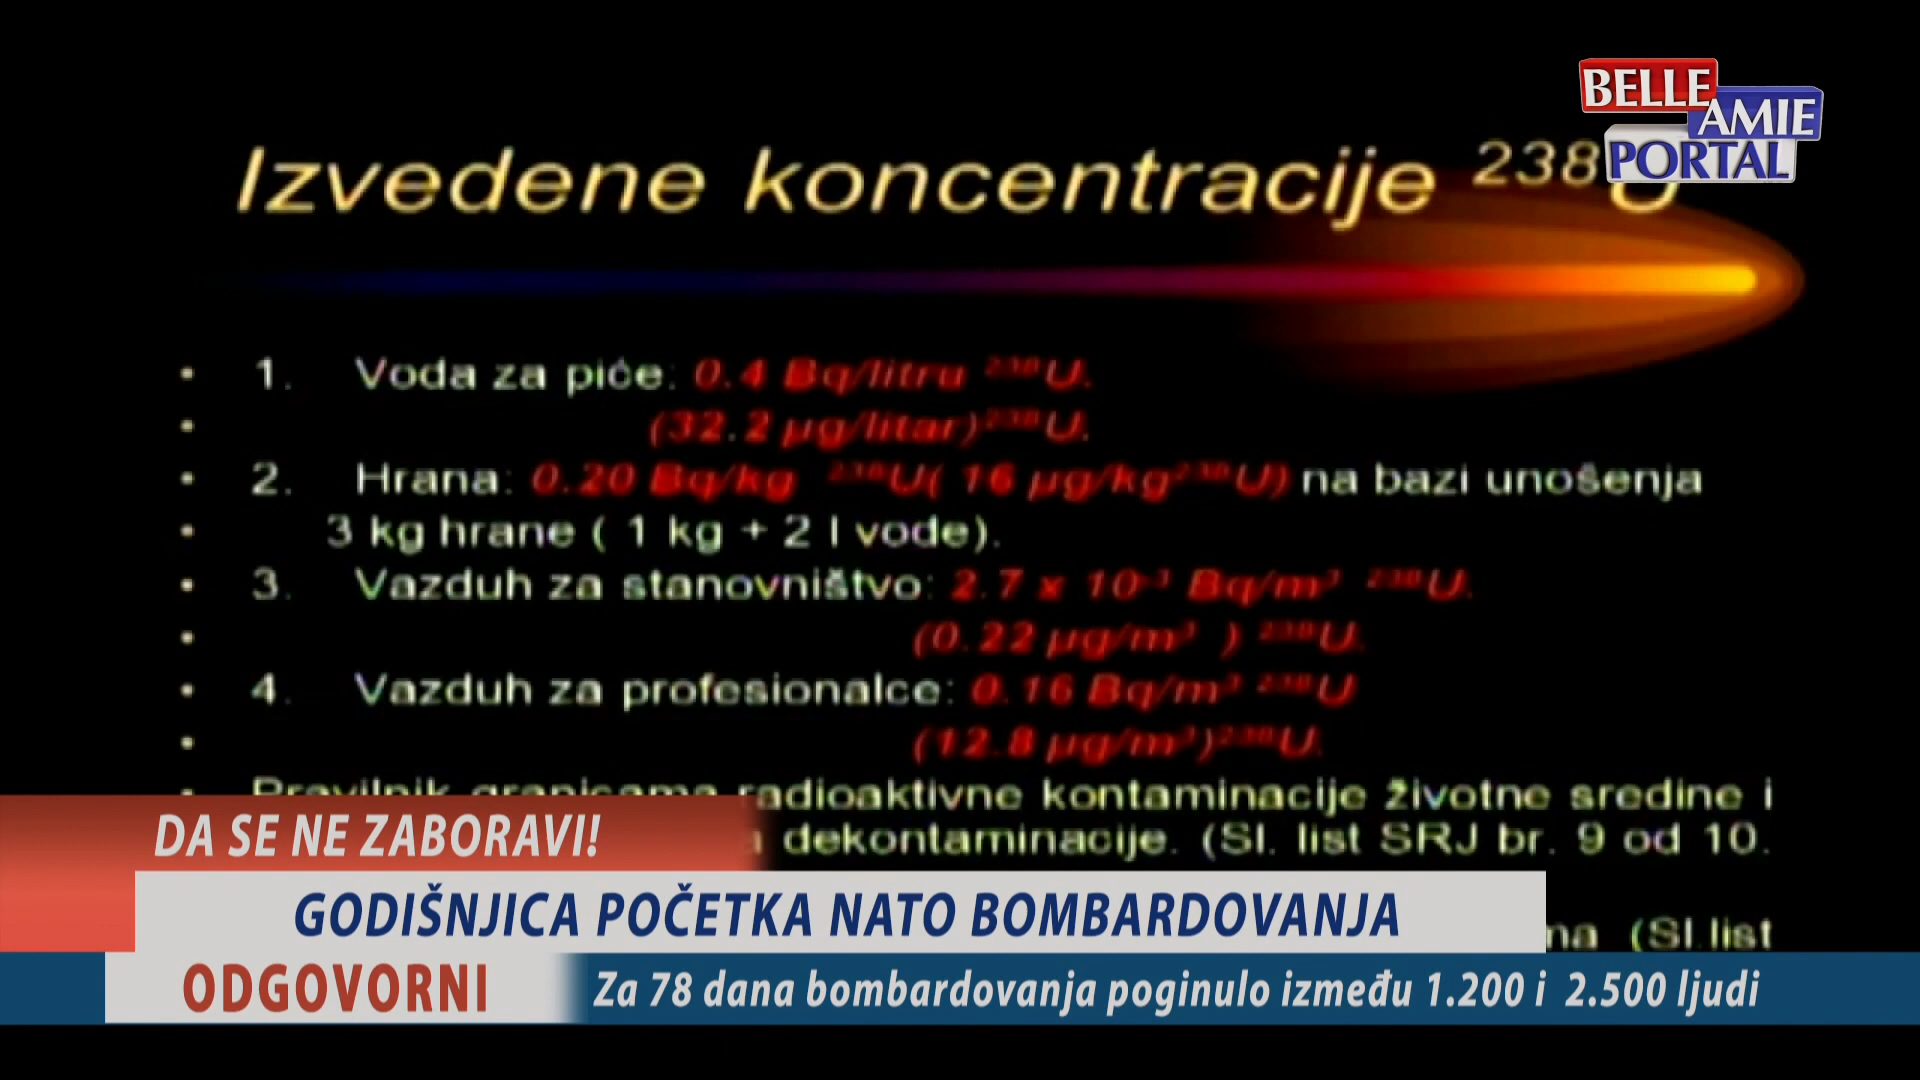 BELLE
AMIE
PORTAL
Izvedene koncentracije ²³⁸U
• 1. Voda za piće: 0.4 Bq/litru ²³⁸U.
• (32.2 µg/litar)²³⁸U.
• 2. Hrana: 0.20 Bq/kg ²³⁸U( 16 µg/kg²³⁸U) na bazi unošenja
• 3 kg hrane ( 1 kg + 2 l vode).
• 3. Vazduh za stanovništvo: 2.7 x 10⁻³ Bq/m³ ²³⁸U.
• (0.22 µg/m³ ) ²³⁸U.
• 4. Vazduh za profesionalce: 0.16 Bq/m³ ²³⁸U
• (12.8 µg/m³)²³⁸U.
• Pravilnik granicama radioaktivne kontaminacije životne sredine i
dekontaminacije. (Sl. list SRJ br. 9 od 10.
(Sl.list
DA SE NE ZABORAVI!
GODIŠNJICA POČETKA NATO BOMBARDOVANJA
ODGOVORNI
Za 78 dana bombardovanja poginulo između 1.200 i 2.500 ljudi